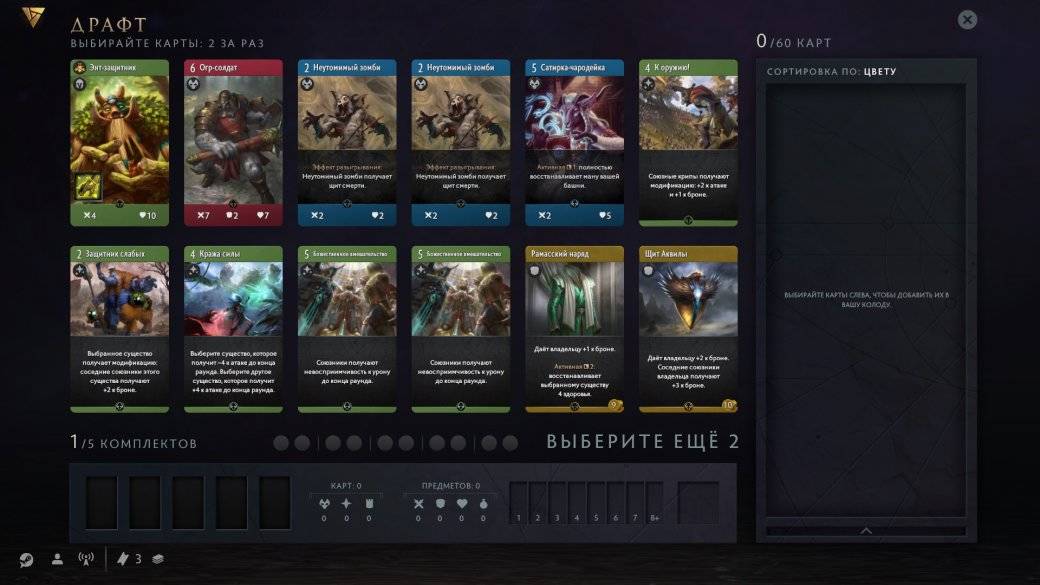 ДРАФТ
ВЫБИРАЙТЕ КАРТЫ: 2 ЗА РАЗ
0/60 КАРТ
СОРТИРОВКА ПО: ЦВЕТУ
Энт-защитник
4 10
6 Огр-солдат
7 2 7
2 Неутомимый зомби
Эффект разыгрывания:
Неутомимый зомби получает
щит смерти.
2 2
2 Неутомимый зомби
Эффект разыгрывания:
Неутомимый зомби получает
щит смерти.
2 2
5 Сатирка-чародейка
Активная 1: полностью
восстанавливает ману вашей
башни.
2 5
4 К оружию!
Союзные крипы получают
модификацию: +2 к атаке
и +1 к броне.
2 Защитник слабых
Выбранное существо
получает модификацию:
соседние союзники этого
существа получают
+2 к броне.
4 Кража силы
Выберите существо, которое
получит −4 к атаке до конца
раунда. Выберите другое
существо, которое получит
+4 к атаке до конца раунда.
5 Божественное вмешательство
Союзники получают
невосприимчивость к урону
до конца раунда.
5 Божественное вмешательство
Союзники получают
невосприимчивость к урону
до конца раунда.
Рамасский наряд
Даёт владельцу +1 к броне.
Активная 2:
восстанавливает
выбранному существу
4 здоровья.
9
Щит Аквилы
Даёт владельцу +2 к броне.
Соседние союзники
владельца получают
+3 к броне.
10
ВЫБИРАЙТЕ КАРТЫ СЛЕВА, ЧТОБЫ ДОБАВИТЬ ИХ В
ВАШУ КОЛОДУ.
1/5 КОМПЛЕКТОВ
ВЫБЕРИТЕ ЕЩЁ 2
КАРТ: 0
0 0 0
ПРЕДМЕТОВ: 0
0 0 0 0
1 2 3 4 5 6 7 8+
3